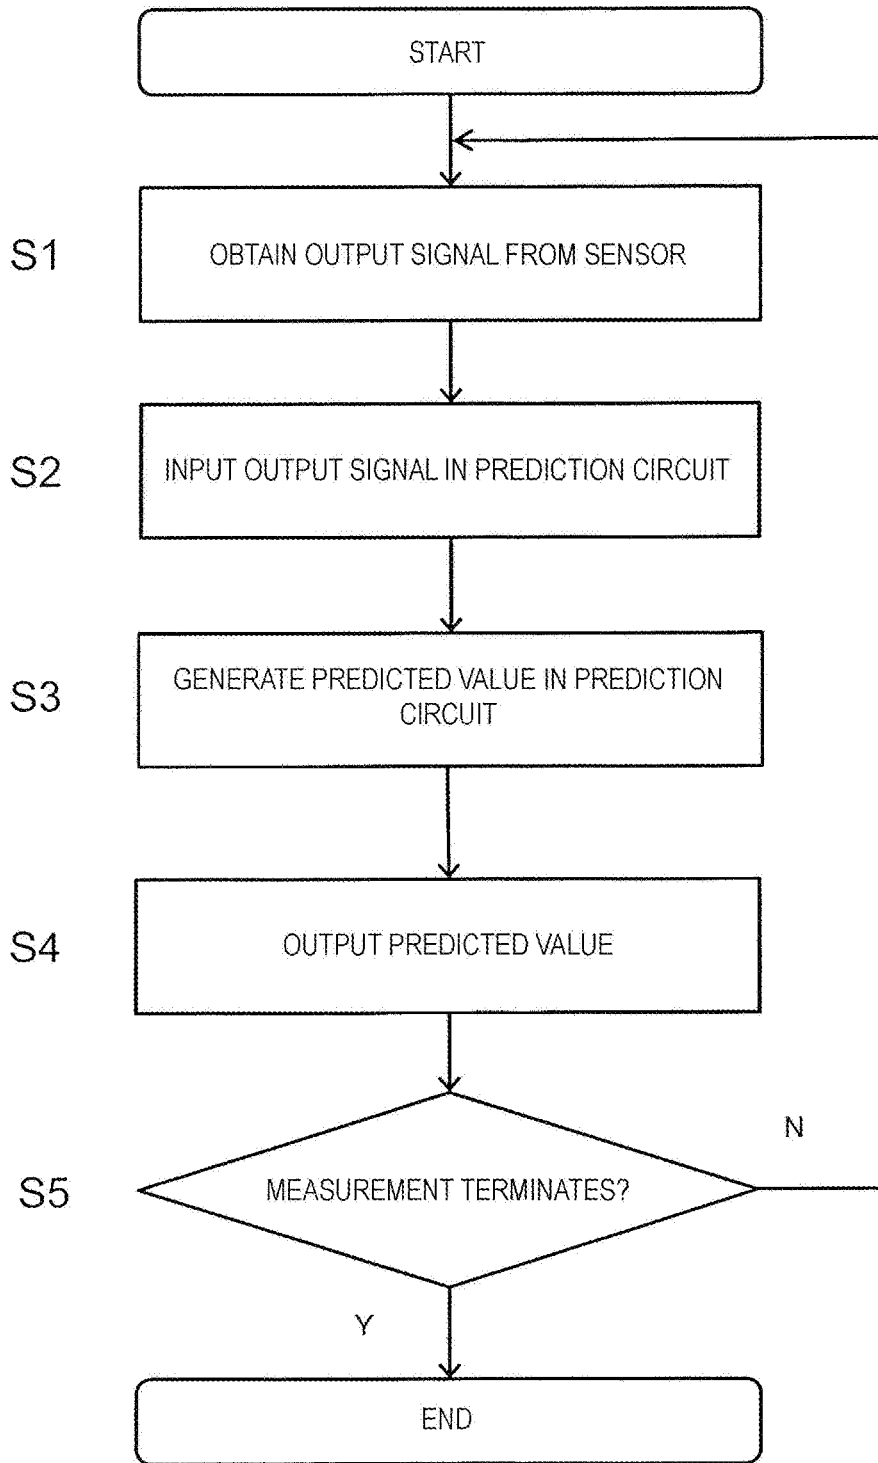 START
S1
OBTAIN OUTPUT SIGNAL FROM SENSOR
S2
INPUT OUTPUT SIGNAL IN PREDICTION CIRCUIT
S3
GENERATE PREDICTED VALUE IN PREDICTION
CIRCUIT
S4
OUTPUT PREDICTED VALUE
N
S5
MEASUREMENT TERMINATES?
Y
END